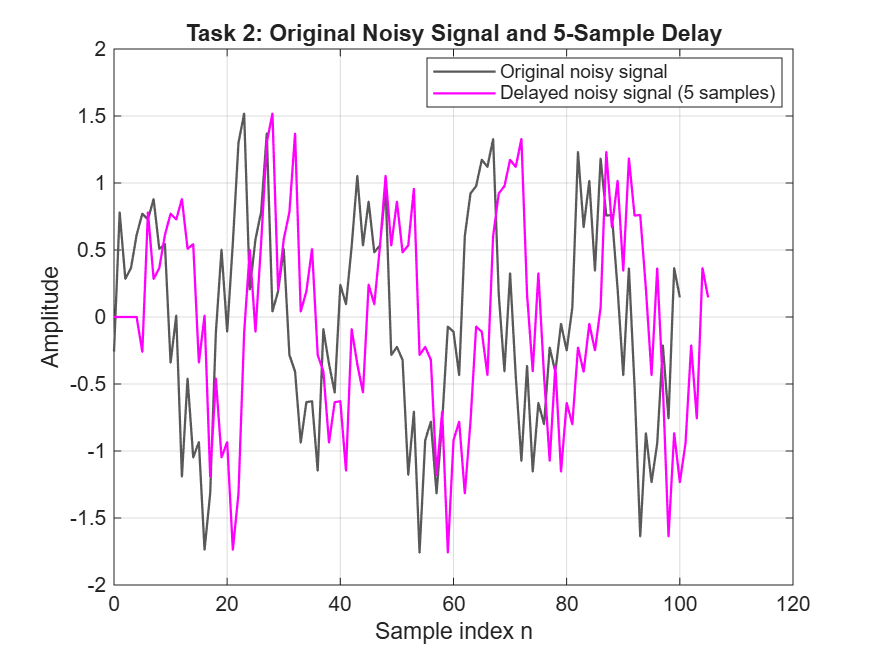 Task 2: Original Noisy Signal and 5-Sample Delay
Original noisy signal
Delayed noisy signal (5 samples)
2
1.5
1
0.5
0
-0.5
-1
-1.5
-2
Amplitude
0 20 40 60 80 100 120
Sample index n